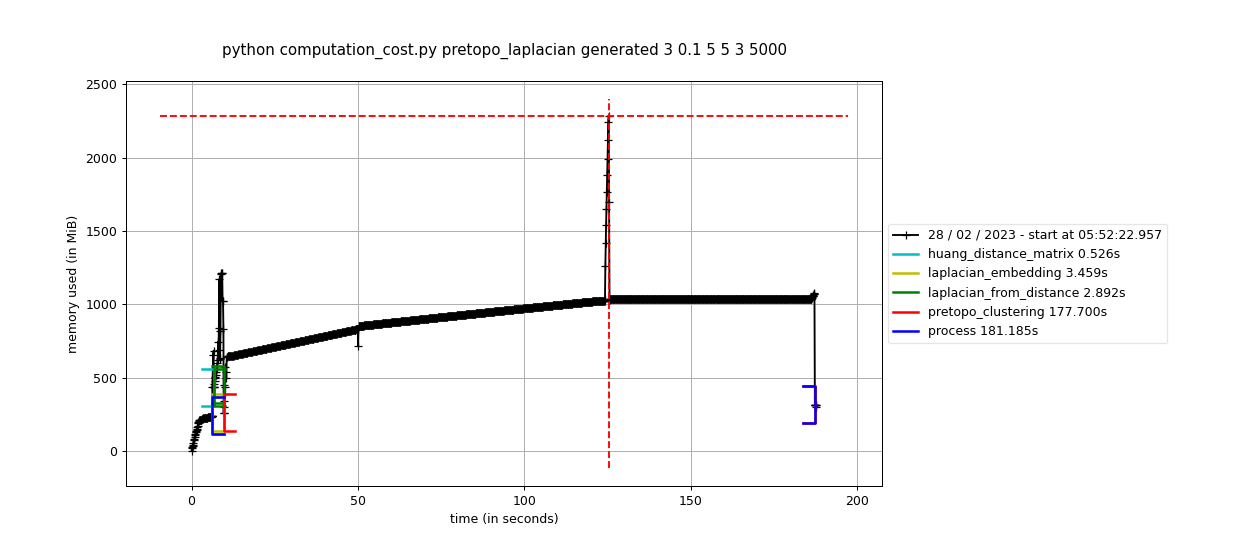 python computation_cost.py pretopo_laplacian generated 3 0.1 5 5 3 5000
2500
2000
1500
1000
500
0
memory used (in MiB)
0
50
100
150
200
time (in seconds)
28 / 02 / 2023 - start at 05:52:22.957
huang_distance_matrix 0.526s
laplacian_embedding 3.459s
laplacian_from_distance 2.892s
pretopo_clustering 177.700s
process 181.185s